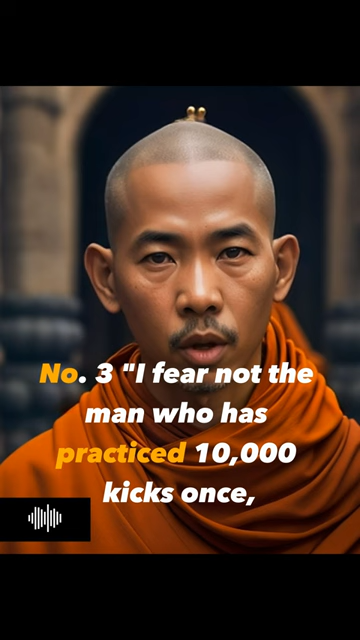 No. 3 "I fear not the
man who has
practiced 10,000
kicks once,